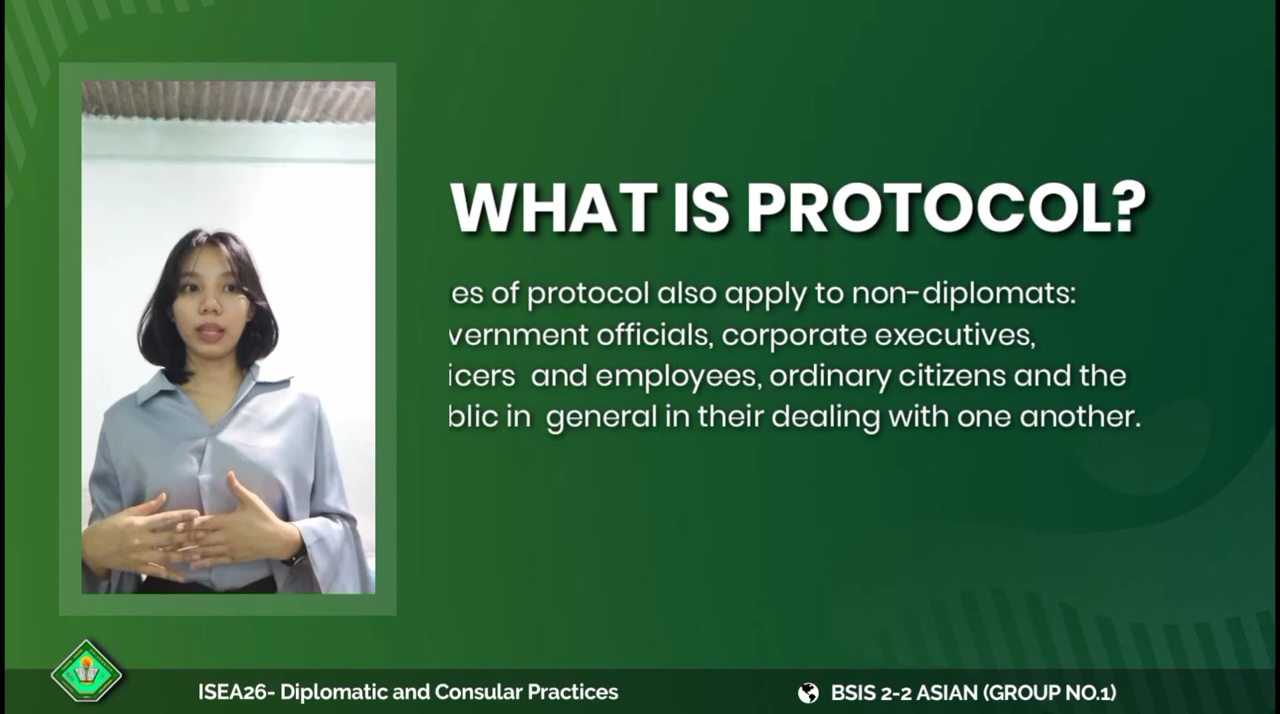 WHAT IS PROTOCOL?
es of protocol also apply to non-diplomats:
vernment officials, corporate executives,
icers and employees, ordinary citizens and the
blic in general in their dealing with one another.
ISEA26- Diplomatic and Consular Practices
BSIS 2-2 ASIAN (GROUP NO.1)